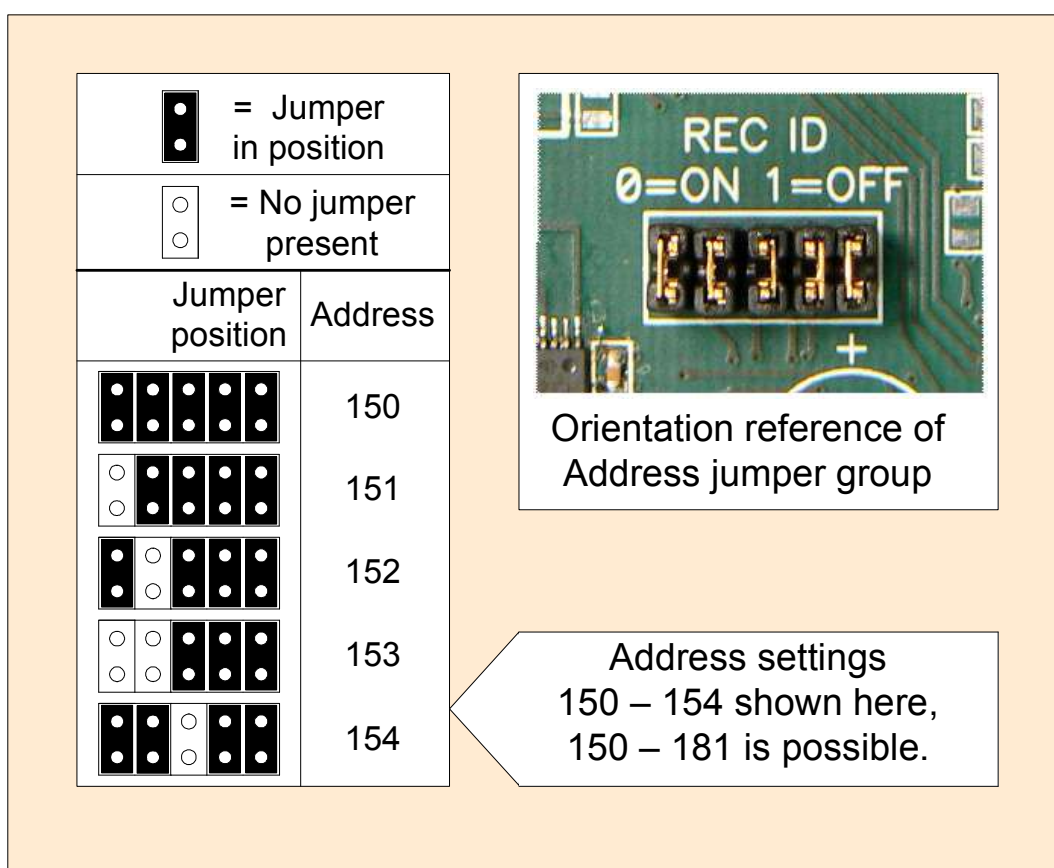 = Jumper
in position
= No jumper
present
Jumper
position
Address
150
151
152
153
154
REC ID
0=ON 1=OFF
+
Orientation reference of
Address jumper group
Address settings
150 – 154 shown here,
150 – 181 is possible.